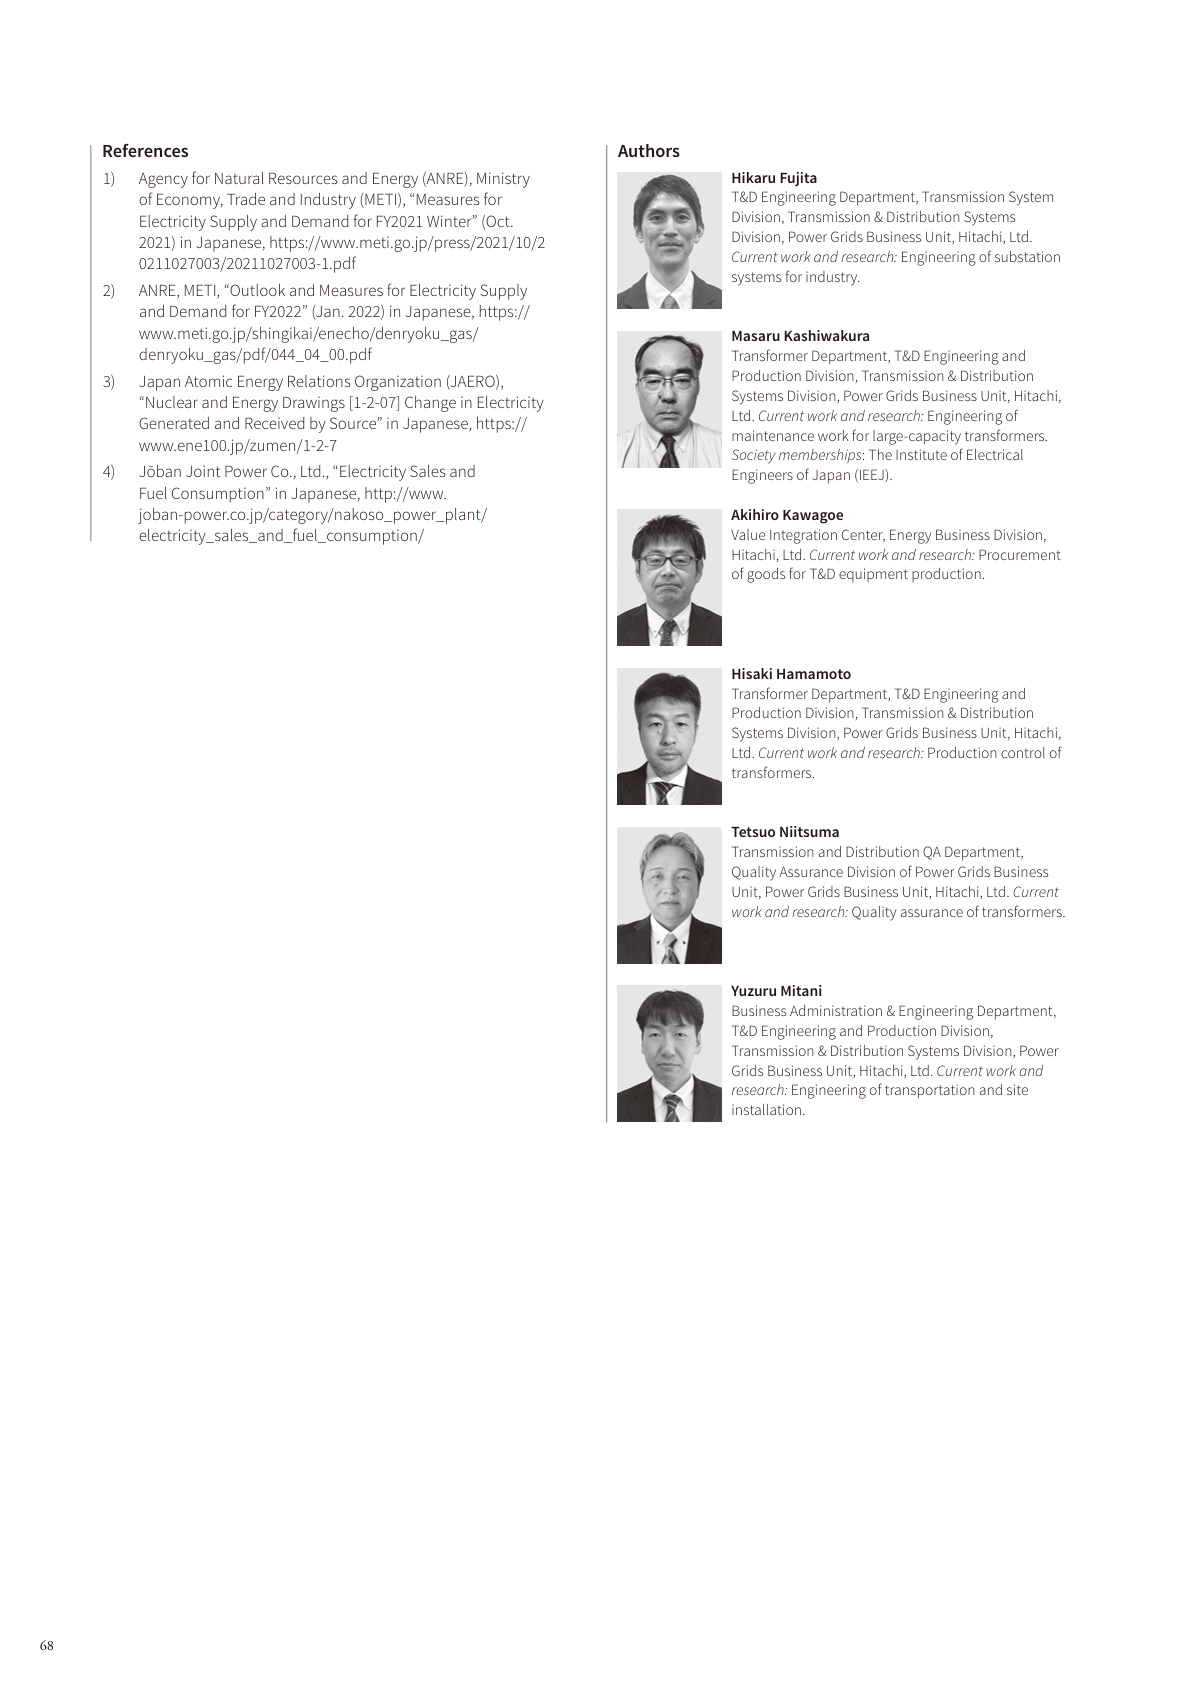 References
1) Agency for Natural Resources and Energy (ANRE), Ministry
of Economy, Trade and Industry (METI), “Measures for
Electricity Supply and Demand for FY2021 Winter” (Oct.
2021) in Japanese, https://www.meti.go.jp/press/2021/10/2
0211027003/20211027003-1.pdf
2) ANRE, METI, “Outlook and Measures for Electricity Supply
and Demand for FY2022” (Jan. 2022) in Japanese, https://
www.meti.go.jp/shingikai/enecho/denryoku_gas/
denryoku_gas/pdf/044_04_00.pdf
3) Japan Atomic Energy Relations Organization (JAERO),
“Nuclear and Energy Drawings [1-2-07] Change in Electricity
Generated and Received by Source” in Japanese, https://
www.ene100.jp/zumen/1-2-7
4) Jōban Joint Power Co., Ltd., “Electricity Sales and
Fuel Consumption” in Japanese, http://www.
joban-power.co.jp/category/nakoso_power_plant/
electricity_sales_and_fuel_consumption/
Authors
Hikaru Fujita
T&D Engineering Department, Transmission System
Division, Transmission & Distribution Systems
Division, Power Grids Business Unit, Hitachi, Ltd.
Current work and research: Engineering of substation
systems for industry.
Masaru Kashiwakura
Transformer Department, T&D Engineering and
Production Division, Transmission & Distribution
Systems Division, Power Grids Business Unit, Hitachi,
Ltd. Current work and research: Engineering of
maintenance work for large-capacity transformers.
Society memberships: The Institute of Electrical
Engineers of Japan (IEEJ).
Akihiro Kawagoe
Value Integration Center, Energy Business Division,
Hitachi, Ltd. Current work and research: Procurement
of goods for T&D equipment production.
Hisaki Hamamoto
Transformer Department, T&D Engineering and
Production Division, Transmission & Distribution
Systems Division, Power Grids Business Unit, Hitachi,
Ltd. Current work and research: Production control of
transformers.
Tetsuo Niitsuma
Transmission and Distribution QA Department,
Quality Assurance Division of Power Grids Business
Unit, Power Grids Business Unit, Hitachi, Ltd. Current
work and research: Quality assurance of transformers.
Yuzuru Mitani
Business Administration & Engineering Department,
T&D Engineering and Production Division,
Transmission & Distribution Systems Division, Power
Grids Business Unit, Hitachi, Ltd. Current work and
research: Engineering of transportation and site
installation.
68